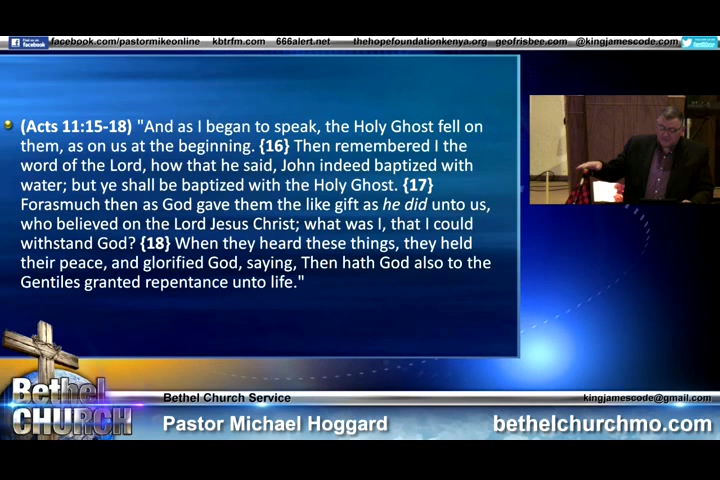 Find us on facebook
facebook.com/pastormikeonline kbtrfm.com 666alert.net thehopefoundationkenya.org geofrisbee.com @kingjamescode.com
(Acts 11:15-18) "And as I began to speak, the Holy Ghost fell on
them, as on us at the beginning. {16} Then remembered I the
word of the Lord, how that he said, John indeed baptized with
water; but ye shall be baptized with the Holy Ghost. {17}
Forasmuch then as God gave them the like gift as he did unto us,
who believed on the Lord Jesus Christ; what was I, that I could
withstand God? {18} When they heard these things, they held
their peace, and glorified God, saying, Then hath God also to the
Gentiles granted repentance unto life."
Bethel
CHURCH
Bethel Church Service
kingjamescode@gmail.com
Pastor Michael Hoggard
bethelchurchmo.com